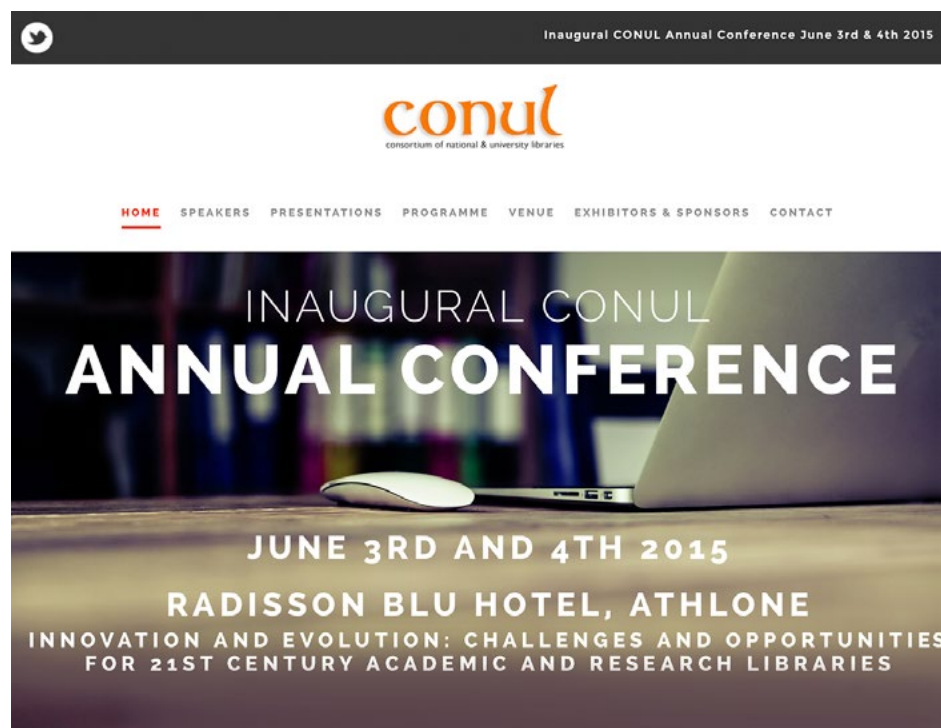 Inaugural CONUL Annual Conference June 3rd & 4th 2015
conul
consortium of national & university libraries
HOME SPEAKERS PRESENTATIONS PROGRAMME VENUE EXHIBITORS & SPONSORS CONTACT
INAUGURAL CONUL
ANNUAL CONFERENCE
JUNE 3RD AND 4TH 2015
RADISSON BLU HOTEL, ATHLONE
INNOVATION AND EVOLUTION: CHALLENGES AND OPPORTUNITIES
FOR 21ST CENTURY ACADEMIC AND RESEARCH LIBRARIES